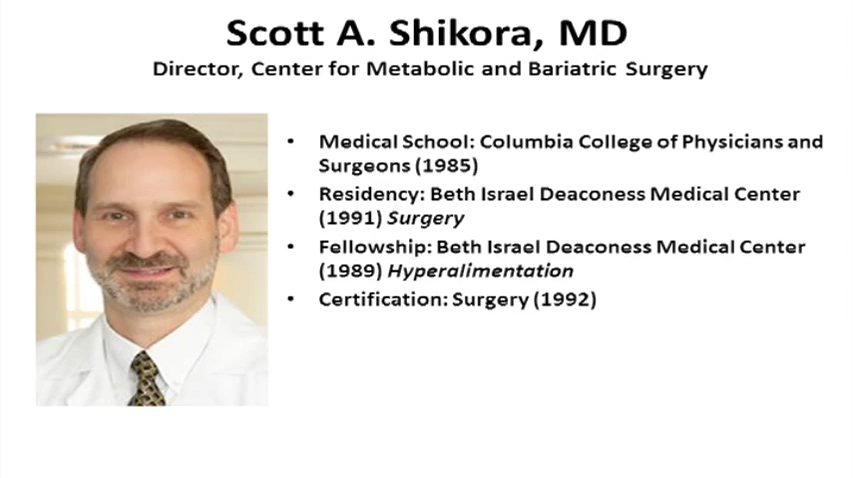 Scott A. Shikora, MD
Director, Center for Metabolic and Bariatric Surgery
• Medical School: Columbia College of Physicians and
Surgeons (1985)
• Residency: Beth Israel Deaconess Medical Center
(1991) Surgery
• Fellowship: Beth Israel Deaconess Medical Center
(1989) Hyperalimentation
• Certification: Surgery (1992)